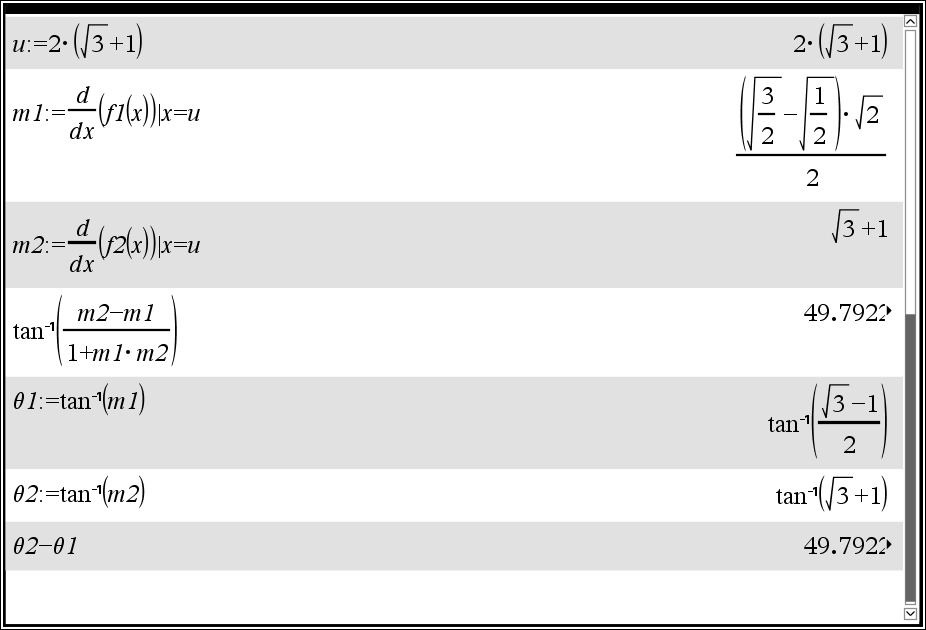 u:=2·(√3+1) 2·(√3+1)
m1:=d/dx(f1(x))|x=u ((√(3/2)−√(1/2))·√2)/2
m2:=d/dx(f2(x))|x=u √3+1
tan⁻¹((m2−m1)/(1+m1·m2)) 49.7922▸
θ1:=tan⁻¹(m1) tan⁻¹((√3−1)/2)
θ2:=tan⁻¹(m2) tan⁻¹(√3+1)
θ2−θ1 49.7922▸